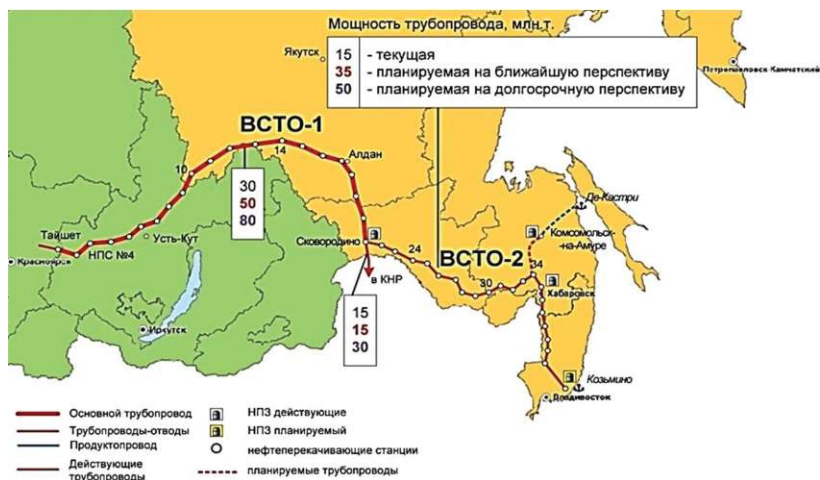 Мощность трубопровода, млн.т.
15 - текущая
35 - планируемая на ближайшую перспективу
50 - планируемая на долгосрочную перспективу
Якутск
Петропавловск Камчатский
ВСТО-1
14
10
Алдан
30
50
80
Де-Кастри
Тайшет
Усть-Кут
Комсомольск-
на-Амуре
Сковородино
24
ВСТО-2
Красноярск
НПС №4
в КНР
30
34
Хабаровск
15
15
30
Иркутск
Козьмино
Владивосток
Основной трубопровод
НПЗ действующие
Трубопроводы-отводы
НПЗ планируемый
Продуктопровод
нефтеперекачивающие станции
Действующие
трубопроводы
планируемые трубопроводы